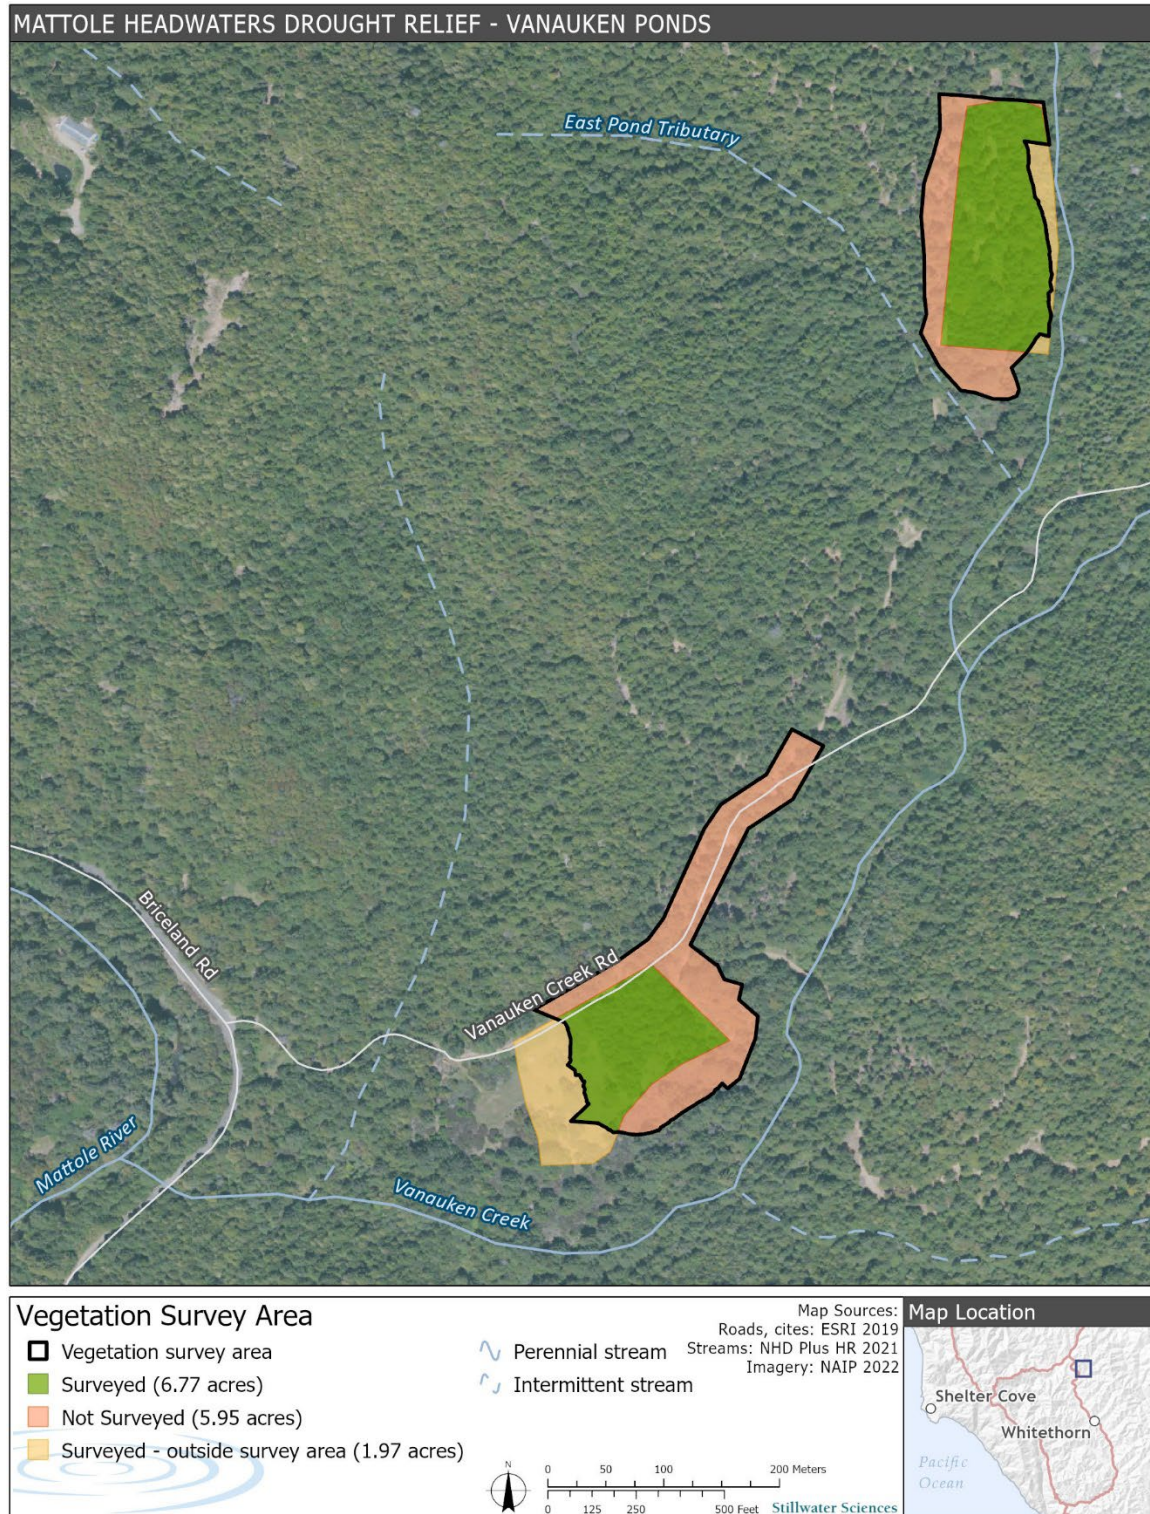 MATTOLE HEADWATERS DROUGHT RELIEF - VANAUKEN PONDS
East Pond Tributary
Briceland Rd
Vanauken Creek Rd
Mattole River
Vanauken Creek
Vegetation Survey Area
Vegetation survey area
Surveyed (6.77 acres)
Not Surveyed (5.95 acres)
Surveyed - outside survey area (1.97 acres)
Perennial stream
Intermittent stream
Map Sources:
Roads, cites: ESRI 2019
Streams: NHD Plus HR 2021
Imagery: NAIP 2022
N
0 50 100 200 Meters
0 125 250 500 Feet
Stillwater Sciences
Map Location
Shelter Cove
Whitethorn
Pacific
Ocean